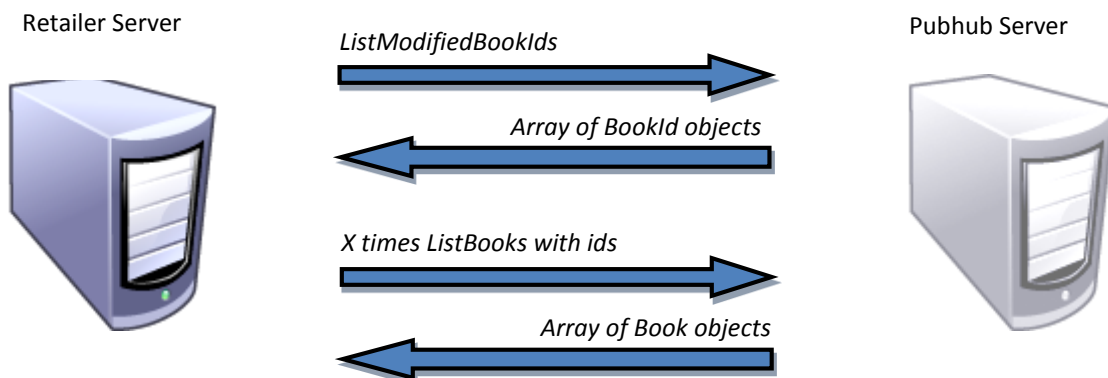 Retailer Server
Pubhub Server
ListModifiedBookIds
Array of BookId objects
X times ListBooks with ids
Array of Book objects